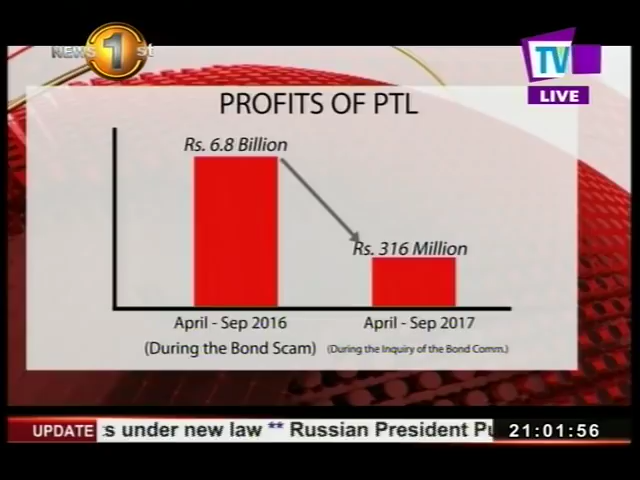 NEWS 1st
TV
LIVE
PROFITS OF PTL
Rs. 6.8 Billion
Rs. 316 Million
April - Sep 2016
April - Sep 2017
(During the Bond Scam)
(During the Inquiry of the Bond Comm.)
UPDATE :s under new law ** Russian President Pu
21:01:56